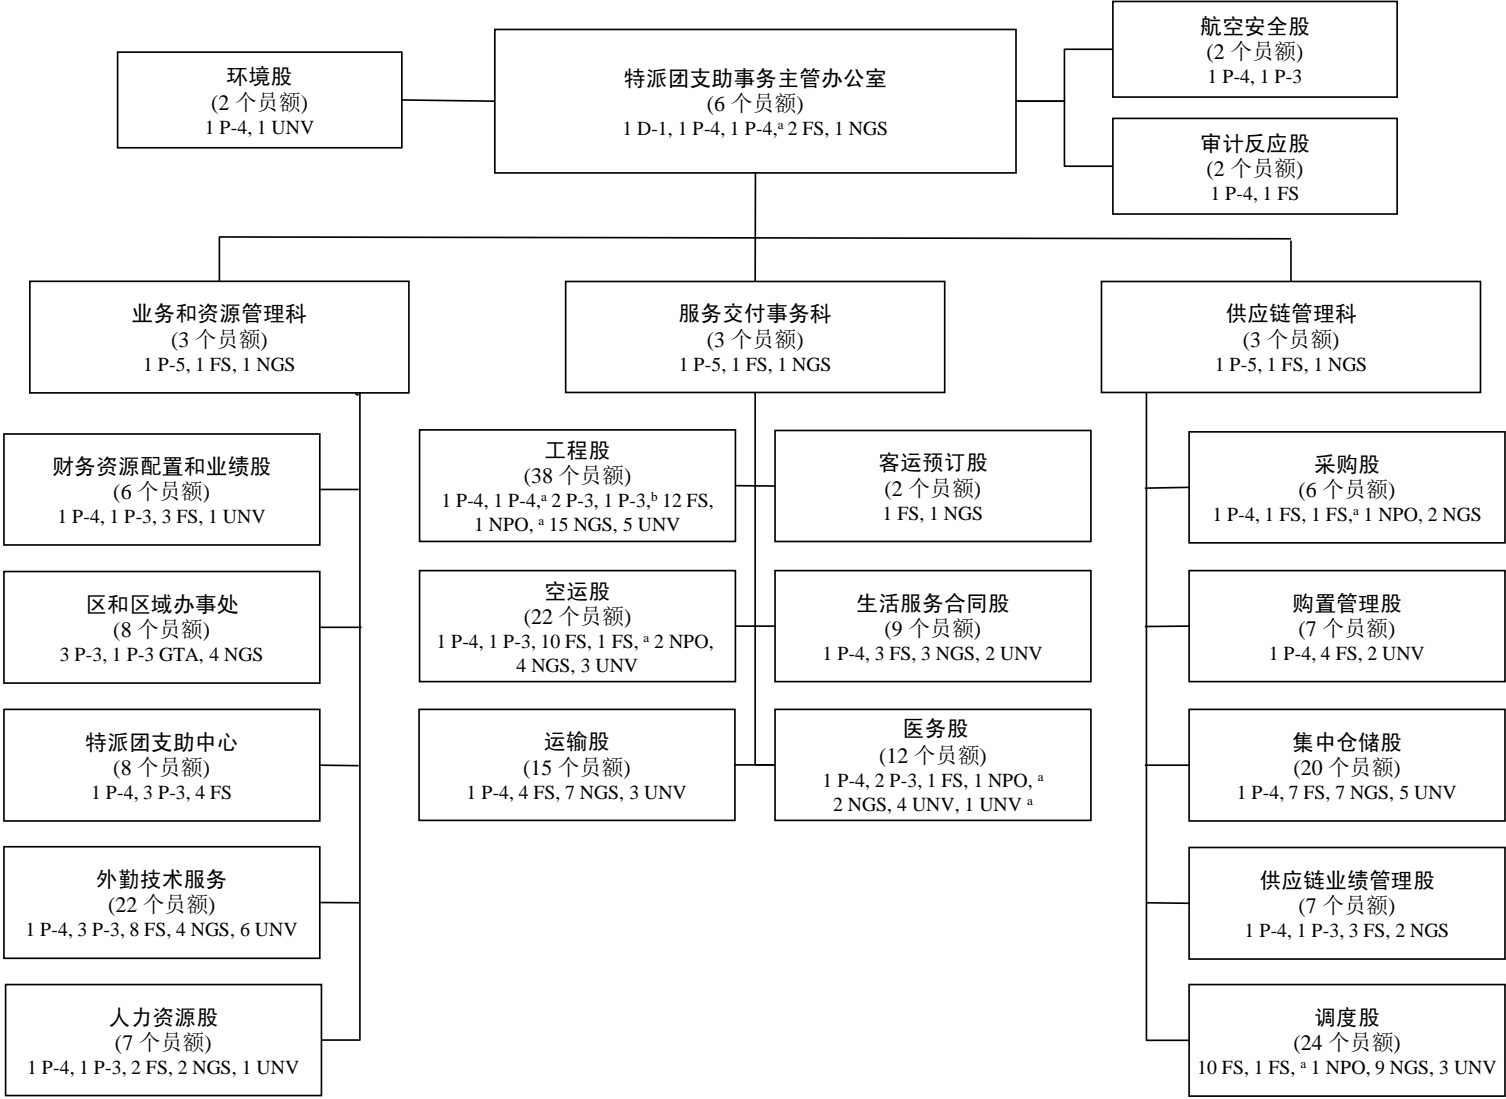 环境股
(2 个员额)
1 P-4, 1 UNV
特派团支助事务主管办公室
(6 个员额)
1 D-1, 1 P-4, 1 P-4,ᵃ 2 FS, 1 NGS
航空安全股
(2 个员额)
1 P-4, 1 P-3
审计反应股
(2 个员额)
1 P-4, 1 FS
业务和资源管理科
(3 个员额)
1 P-5, 1 FS, 1 NGS
服务交付事务科
(3 个员额)
1 P-5, 1 FS, 1 NGS
供应链管理科
(3 个员额)
1 P-5, 1 FS, 1 NGS
财务资源配置和业绩股
(6 个员额)
1 P-4, 1 P-3, 3 FS, 1 UNV
区和区域办事处
(8 个员额)
3 P-3, 1 P-3 GTA, 4 NGS
特派团支助中心
(8 个员额)
1 P-4, 3 P-3, 4 FS
外勤技术服务
(22 个员额)
1 P-4, 3 P-3, 8 FS, 4 NGS, 6 UNV
人力资源股
(7 个员额)
1 P-4, 1 P-3, 2 FS, 2 NGS, 1 UNV
工程股
(38 个员额)
1 P-4, 1 P-4,ᵃ 2 P-3, 1 P-3,ᵇ 12 FS,
1 NPO, ᵃ 15 NGS, 5 UNV
空运股
(22 个员额)
1 P-4, 1 P-3, 10 FS, 1 FS, ᵃ 2 NPO,
4 NGS, 3 UNV
运输股
(15 个员额)
1 P-4, 4 FS, 7 NGS, 3 UNV
客运预订股
(2 个员额)
1 FS, 1 NGS
生活服务合同股
(9 个员额)
1 P-4, 3 FS, 3 NGS, 2 UNV
医务股
(12 个员额)
1 P-4, 2 P-3, 1 FS, 1 NPO, ᵃ
2 NGS, 4 UNV, 1 UNV ᵃ
采购股
(6 个员额)
1 P-4, 1 FS, 1 FS,ᵃ 1 NPO, 2 NGS
购置管理股
(7 个员额)
1 P-4, 4 FS, 2 UNV
集中仓储股
(20 个员额)
1 P-4, 7 FS, 7 NGS, 5 UNV
供应链业绩管理股
(7 个员额)
1 P-4, 1 P-3, 3 FS, 2 NGS
调度股
(24 个员额)
10 FS, 1 FS, ᵃ 1 NPO, 9 NGS, 3 UNV